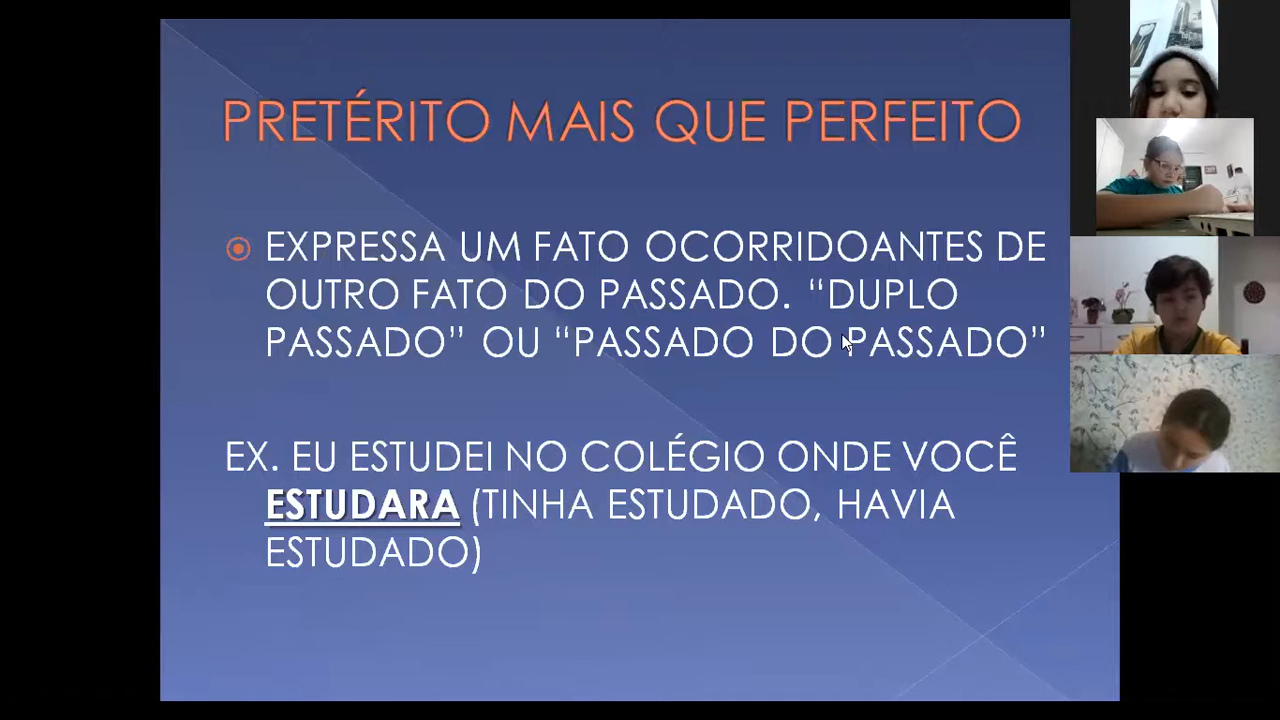 PRETÉRITO MAIS QUE PERFEITO
EXPRESSA UM FATO OCORRIDOANTES DE
OUTRO FATO DO PASSADO. “DUPLO
PASSADO” OU “PASSADO DO PASSADO”
EX. EU ESTUDEI NO COLÉGIO ONDE VOCÊ
ESTUDARA (TINHA ESTUDADO, HAVIA
ESTUDADO)